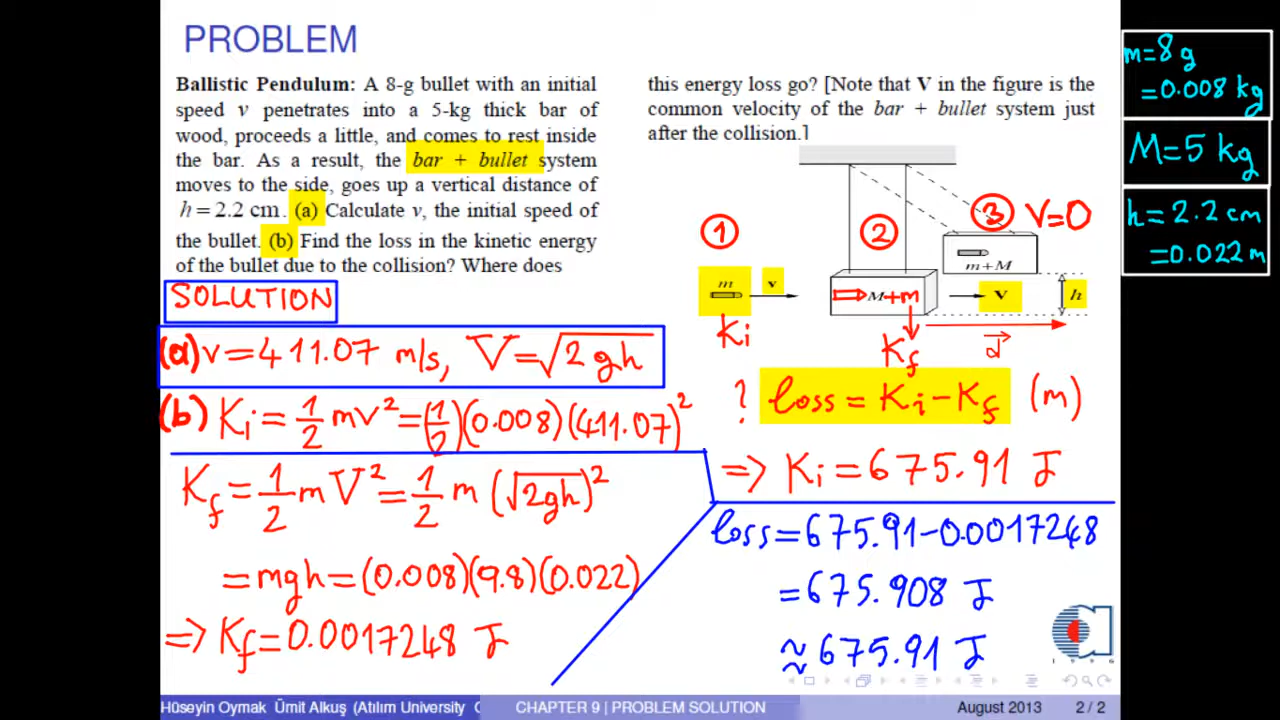 PROBLEM
Ballistic Pendulum: A 8-g bullet with an initial
speed v penetrates into a 5-kg thick bar of
wood, proceeds a little, and comes to rest inside
the bar. As a result, the bar + bullet system
moves to the side, goes up a vertical distance of
h = 2.2 cm. (a) Calculate v, the initial speed of
the bullet. (b) Find the loss in the kinetic energy
of the bullet due to the collision? Where does
this energy loss go? [Note that V in the figure is the
common velocity of the bar + bullet system just
after the collision.]
m=8g
=0.008 kg
M=5 kg
h=2.2 cm
=0.022 m
1
2
3
V=0
m
v
Ki
M+m
V
m+M
h
Kf
d
SOLUTION
(a) v=411.07 m/s, V=√2gh
(b) Ki=1/2 mv²=(1/2)(0.008)(411.07)²
? loss=Ki-Kf (m)
=> Ki=675.91 J
Kf=1/2 mV²=1/2 m(√2gh)²
=mgh=(0.008)(9.8)(0.022)
=> Kf=0.0017248 J
loss=675.91-0.0017248
=675.908 J
≈675.91 J
1 9 9 6
Hüseyin Oymak Ümit Alkuş (Atılım University (
CHAPTER 9 | PROBLEM SOLUTION
August 2013
2 / 2